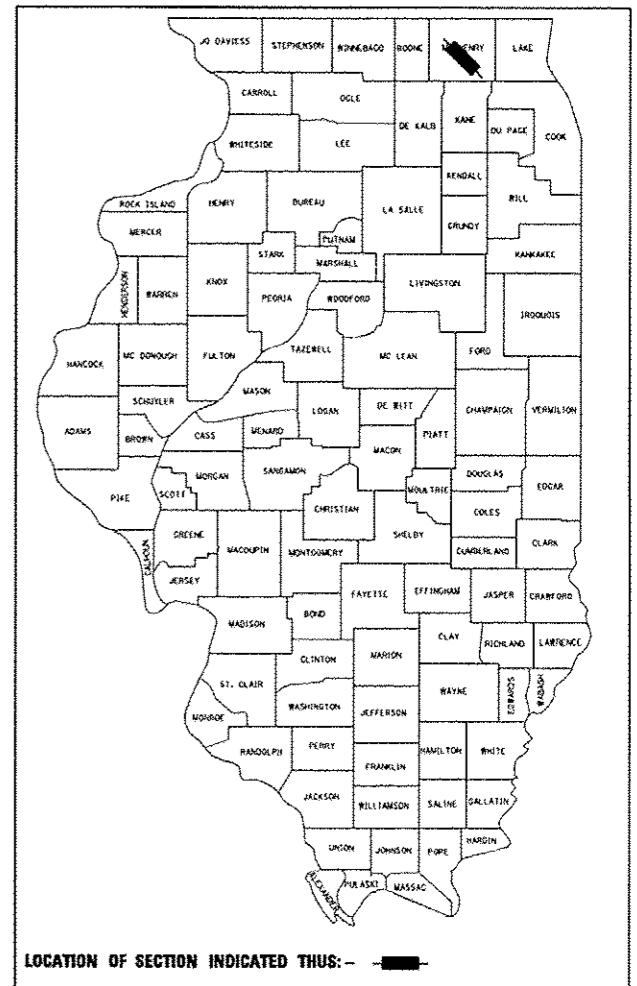 JO DAVIESS STEPHENSON WINNEBAGO BOONE LAKE
CARROLL OGLE DE KALB KANE DU PAGE COOK
WHITESIDE LEE
KENDALL WILL
ROCK ISLAND HENRY BUREAU LA SALLE GRUNDY
MERCER PUTNAM KANKAKEE
STARK MARSHALL LIVINGSTON
HENDERSON WARREN KNOX PEORIA WOODFORD IROQUOIS
HANCOCK MC DONOUGH FULTON TAZEWELL MC LEAN FORD
SCHUYLER MASON LOGAN DE WITT CHAMPAIGN VERMILION
ADAMS BROWN CASS MENARD MACON PIATT
PIKE SCOTT MORGAN SANGAMON CHRISTIAN MOULTRIE DOUGLAS EDGAR
COLES
CALHOUN GREENE MACOUPIN MONTGOMERY SHELBY CUMBERLAND CLARK
JERSEY
MADISON BOND FAYETTE EFFINGHAM JASPER CRAWFORD
CLAY RICHLAND LAWRENCE
CLINTON MARION
ST. CLAIR WAYNE EDWARDS WABASH
MONROE WASHINGTON JEFFERSON
RANDOLPH PERRY HAMILTON WHITE
FRANKLIN
JACKSON WILLIAMSON SALINE GALLATIN
UNION JOHNSON POPE HARDIN
ALEXANDER PULASKI MASSAC
LOCATION OF SECTION INDICATED THUS: -